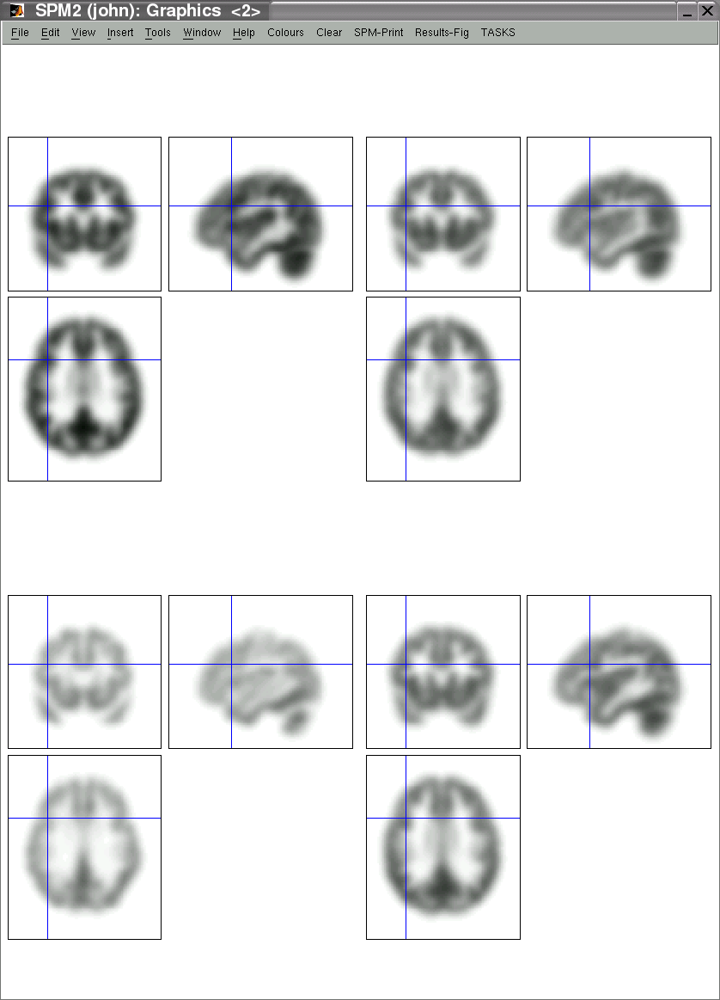 SPM2 (john): Graphics <2>
File Edit View Insert Tools Window Help Colours Clear SPM-Print Results-Fig TASKS